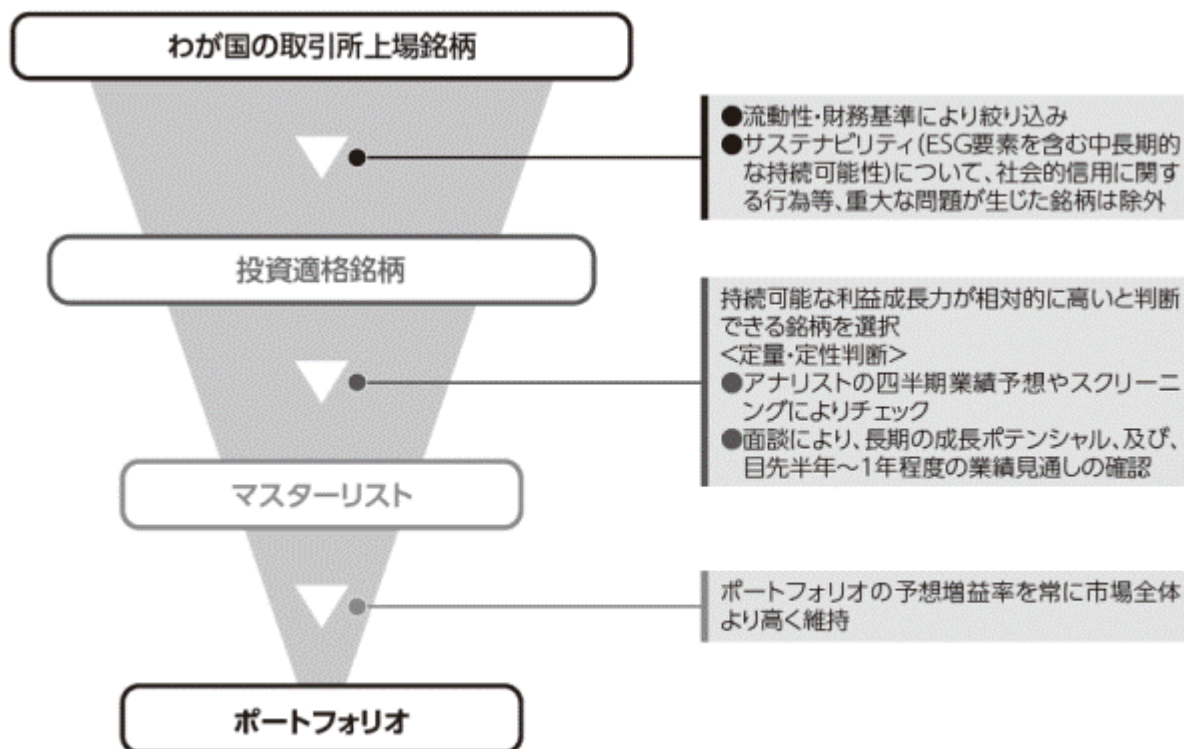 わが国の取引所上場銘柄
●流動性・財務基準により絞り込み
●サステナビリティ(ESG要素を含む中長期的
な持続可能性)について、社会的信用に関す
る行為等、重大な問題が生じた銘柄は除外
投資適格銘柄
持続可能な利益成長力が相対的に高いと判断
できる銘柄を選択
<定量・定性判断>
●アナリストの四半期業績予想やスクリーニ
ングによりチェック
●面談により、長期の成長ポテンシャル、及び、
目先半年~1年程度の業績見通しの確認
マスターリスト
ポートフォリオの予想増益率を常に市場全体
より高く維持
ポートフォリオ